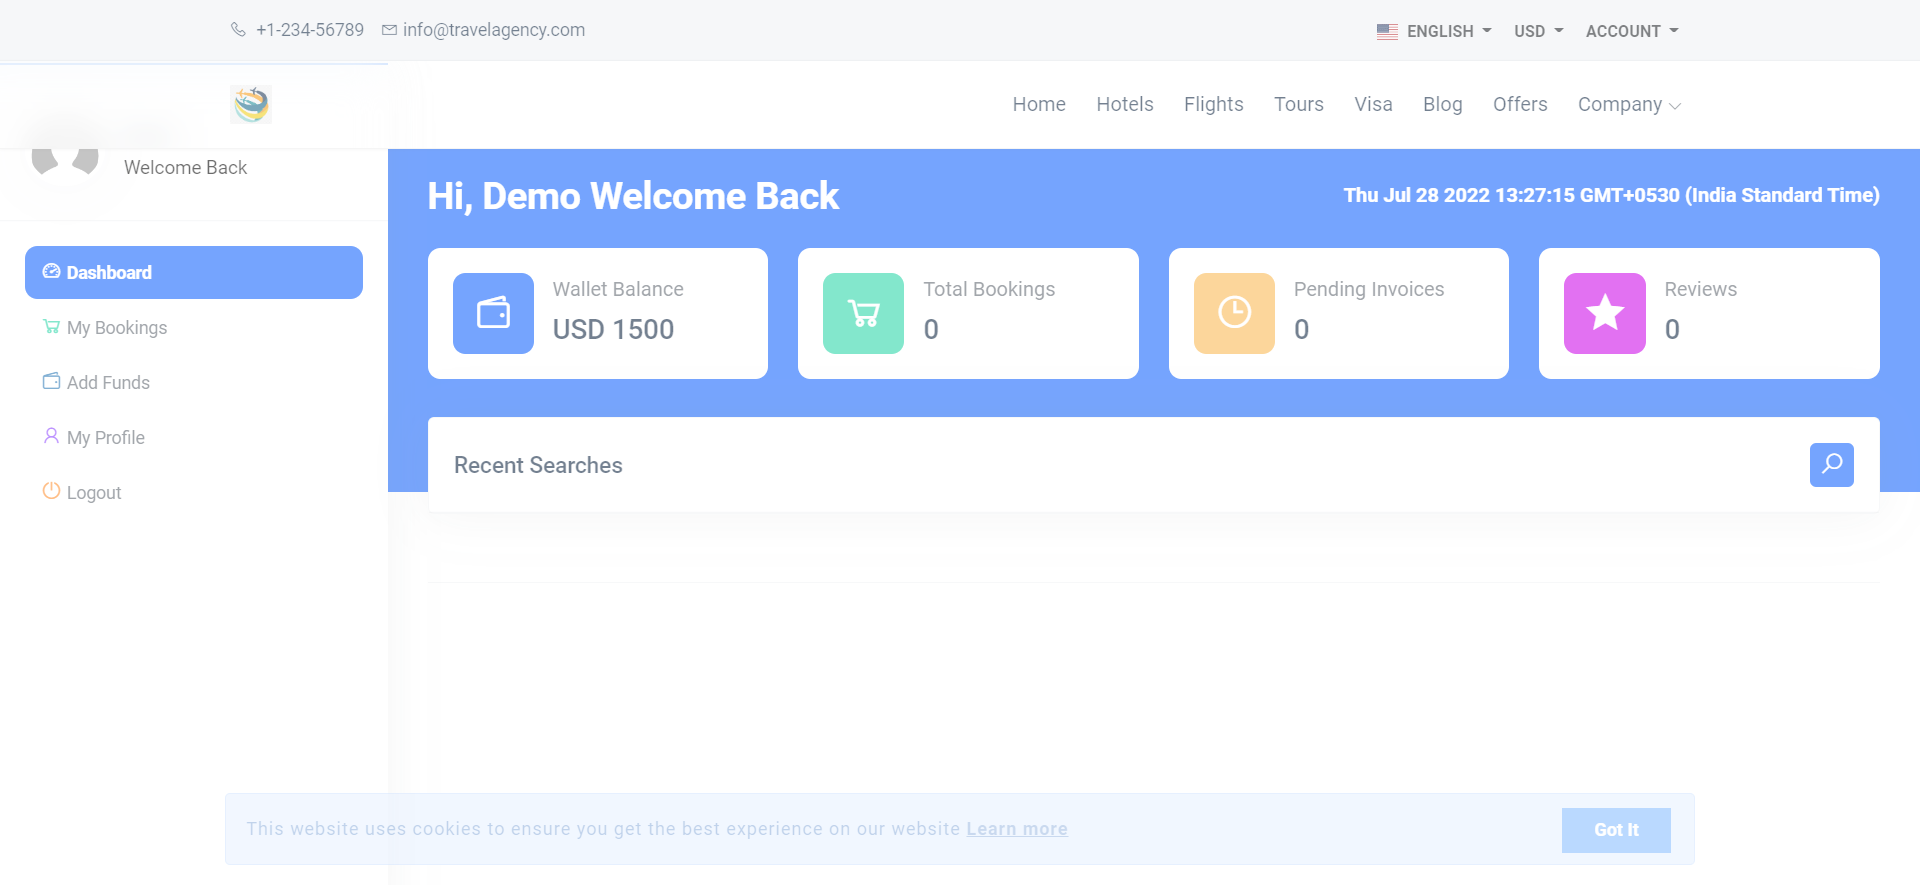 +1-234-56789 info@travelagency.com
ENGLISH USD ACCOUNT
Home Hotels Flights Tours Visa Blog Offers Company
Welcome Back
Dashboard
My Bookings
Add Funds
My Profile
Logout
Hi, Demo Welcome Back
Thu Jul 28 2022 13:27:15 GMT+0530 (India Standard Time)
Wallet Balance
USD 1500
Total Bookings
0
Pending Invoices
0
Reviews
0
Recent Searches
This website uses cookies to ensure you get the best experience on our website Learn more
Got It